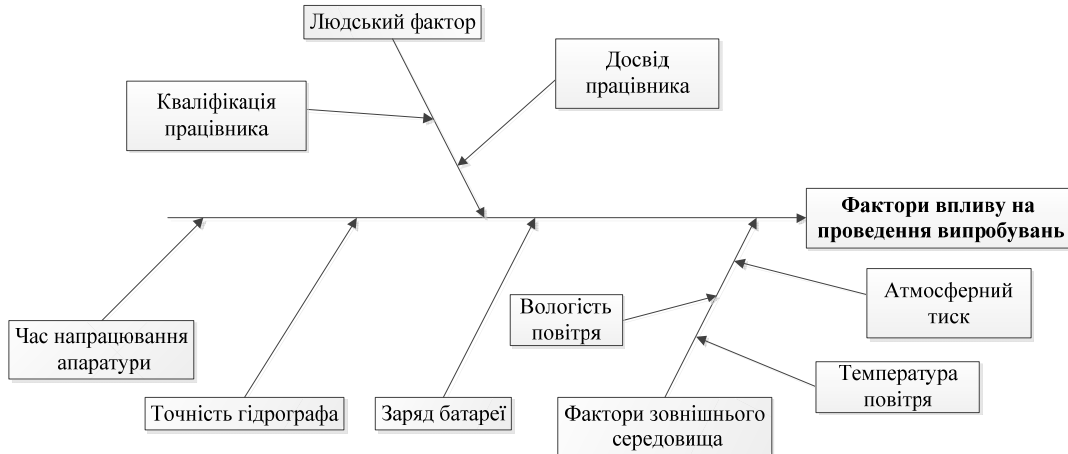 Людський фактор
Досвід
працівника
Кваліфікація
працівника
Фактори впливу на
проведення випробувань
Атмосферний
тиск
Вологість
повітря
Час напрацювання
апаратури
Температура
повітря
Точність гідрографа
Заряд батареї
Фактори зовнішнього
середовища